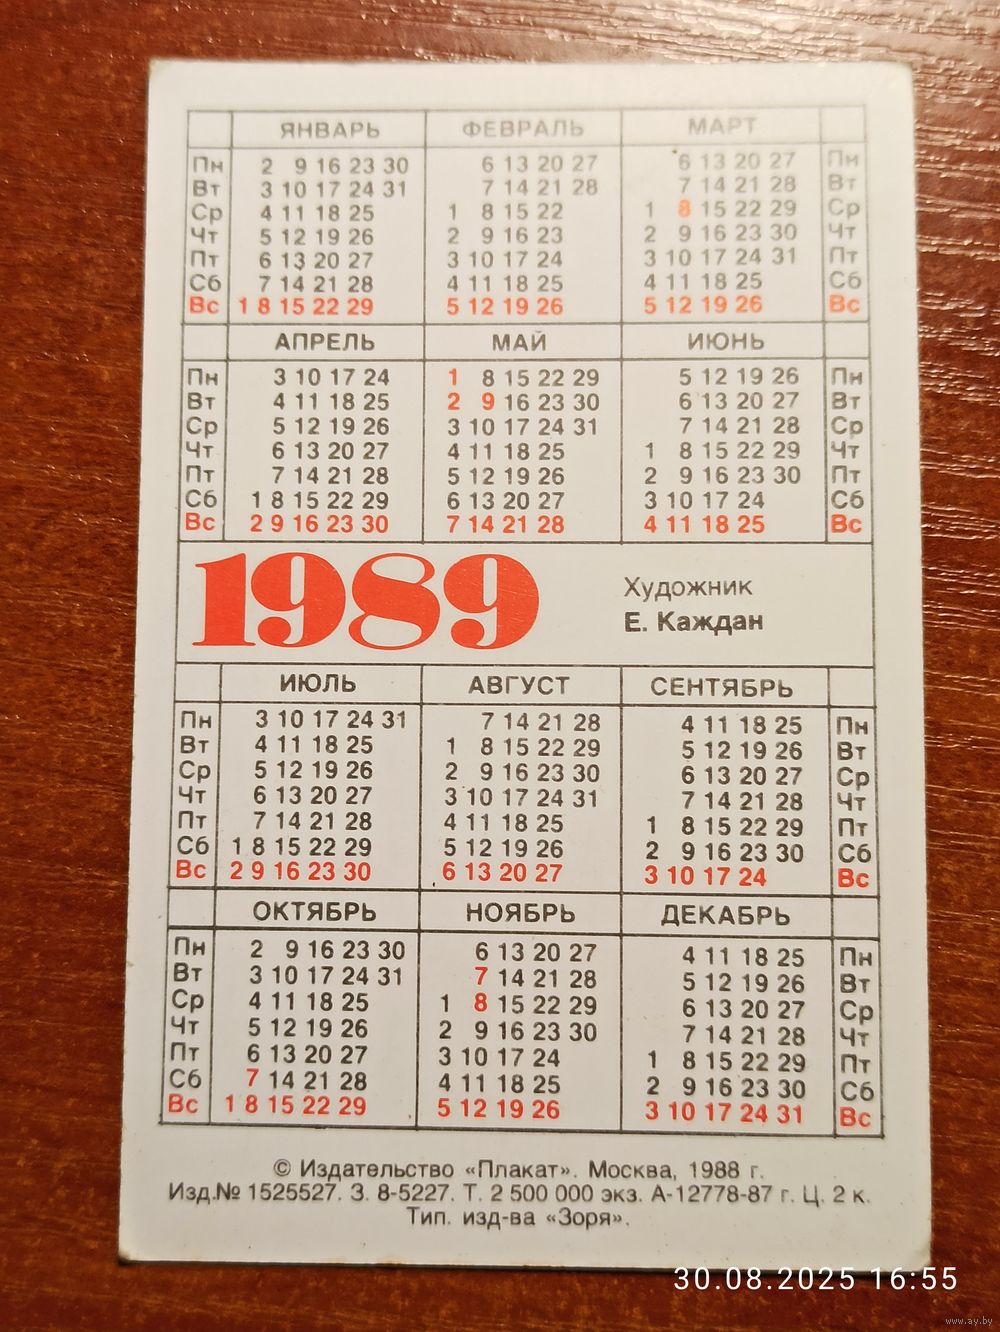 ЯНВАРЬ ФЕВРАЛЬ МАРТ
Пн 2 9 16 23 30 6 13 20 27 6 13 20 27 Пн
Вт 3 10 17 24 31 7 14 21 28 7 14 21 28 Вт
Ср 4 11 18 25 1 8 15 22 1 8 15 22 29 Ср
Чт 5 12 19 26 2 9 16 23 2 9 16 23 30 Чт
Пт 6 13 20 27 3 10 17 24 3 10 17 24 31 Пт
Сб 7 14 21 28 4 11 18 25 4 11 18 25 Сб
Вс 1 8 15 22 29 5 12 19 26 5 12 19 26 Вс
АПРЕЛЬ МАЙ ИЮНЬ
Пн 3 10 17 24 1 8 15 22 29 5 12 19 26 Пн
Вт 4 11 18 25 2 9 16 23 30 6 13 20 27 Вт
Ср 5 12 19 26 3 10 17 24 31 7 14 21 28 Ср
Чт 6 13 20 27 4 11 18 25 1 8 15 22 29 Чт
Пт 7 14 21 28 5 12 19 26 2 9 16 23 30 Пт
Сб 1 8 15 22 29 6 13 20 27 3 10 17 24 Сб
Вс 2 9 16 23 30 7 14 21 28 4 11 18 25 Вс
1989
Художник
Е. Каждан
ИЮЛЬ АВГУСТ СЕНТЯБРЬ
Пн 3 10 17 24 31 7 14 21 28 4 11 18 25 Пн
Вт 4 11 18 25 1 8 15 22 29 5 12 19 26 Вт
Ср 5 12 19 26 2 9 16 23 30 6 13 20 27 Ср
Чт 6 13 20 27 3 10 17 24 31 7 14 21 28 Чт
Пт 7 14 21 28 4 11 18 25 1 8 15 22 29 Пт
Сб 1 8 15 22 29 5 12 19 26 2 9 16 23 30 Сб
Вс 2 9 16 23 30 6 13 20 27 3 10 17 24 Вс
ОКТЯБРЬ НОЯБРЬ ДЕКАБРЬ
Пн 2 9 16 23 30 6 13 20 27 4 11 18 25 Пн
Вт 3 10 17 24 31 7 14 21 28 5 12 19 26 Вт
Ср 4 11 18 25 1 8 15 22 29 6 13 20 27 Ср
Чт 5 12 19 26 2 9 16 23 30 7 14 21 28 Чт
Пт 6 13 20 27 3 10 17 24 1 8 15 22 29 Пт
Сб 7 14 21 28 4 11 18 25 2 9 16 23 30 Сб
Вс 1 8 15 22 29 5 12 19 26 3 10 17 24 31 Вс
© Издательство «Плакат». Москва, 1988 г.
Изд.№ 1525527. З. 8-5227. Т. 2 500 000 экз. А-12778-87 г. Ц. 2 к.
Тип. изд-ва «Зоря».
30.08.2025 16:55
www.ay.by